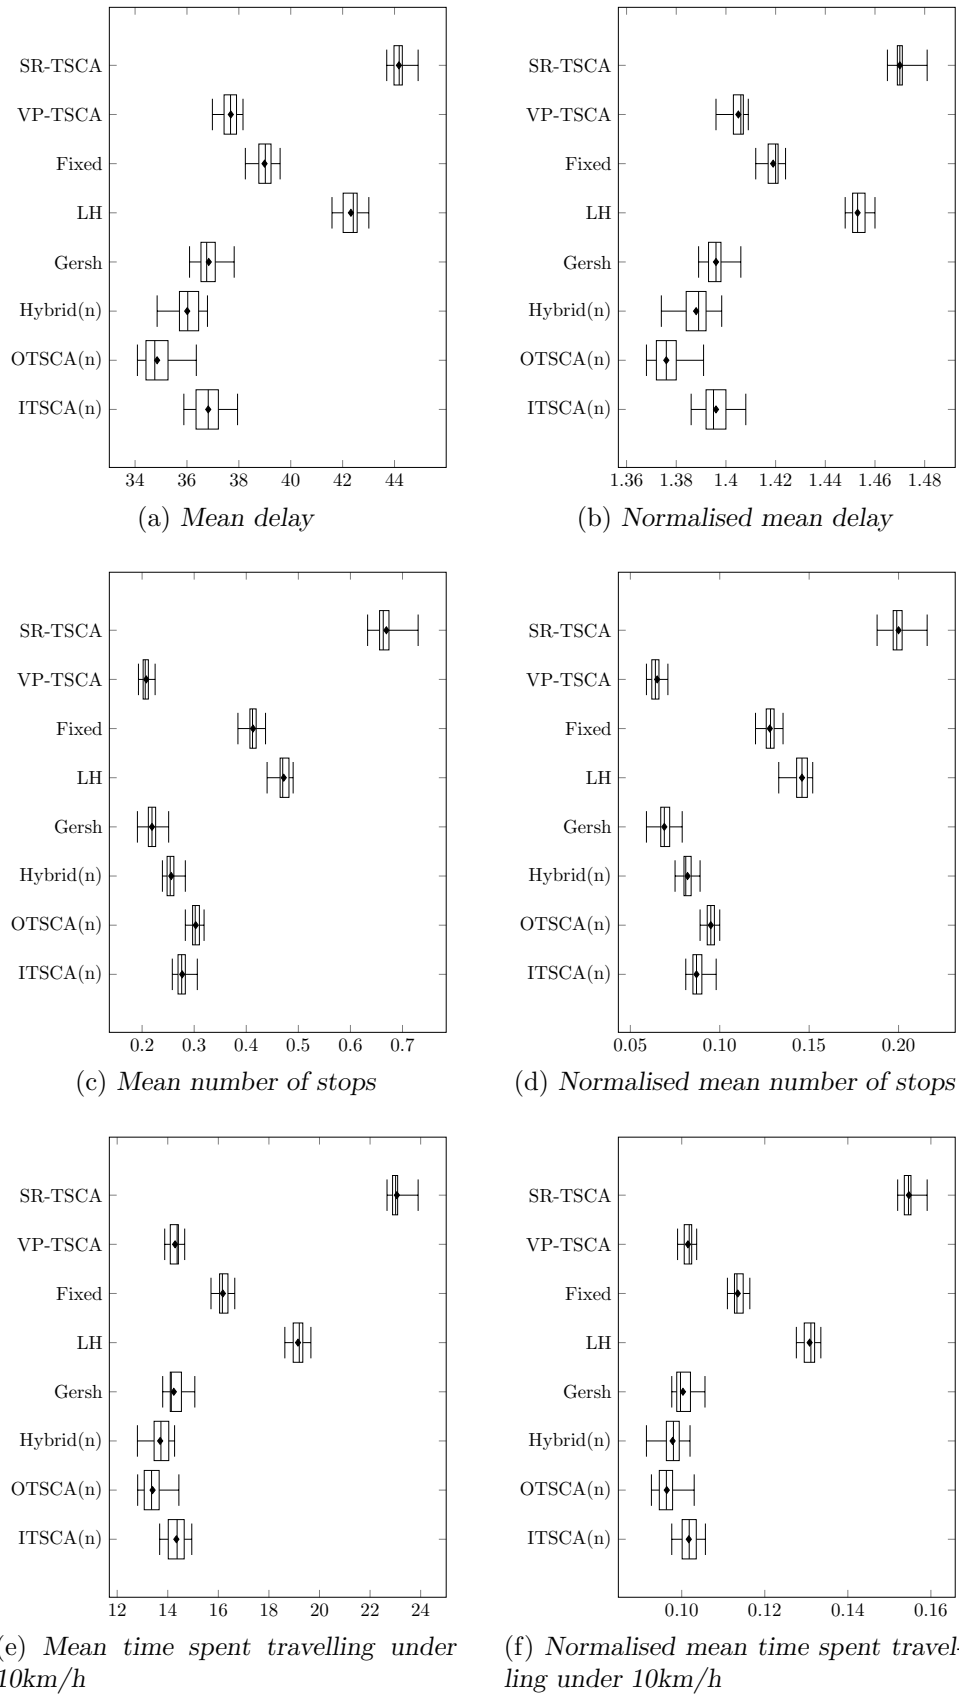 SR-TSCA
VP-TSCA
Fixed
LH
Gersh
Hybrid(n)
OTSCA(n)
ITSCA(n)
34 36 38 40 42 44
(a) Mean delay
SR-TSCA
VP-TSCA
Fixed
LH
Gersh
Hybrid(n)
OTSCA(n)
ITSCA(n)
1.36 1.38 1.4 1.42 1.44 1.46 1.48
(b) Normalised mean delay
SR-TSCA
VP-TSCA
Fixed
LH
Gersh
Hybrid(n)
OTSCA(n)
ITSCA(n)
0.2 0.3 0.4 0.5 0.6 0.7
(c) Mean number of stops
SR-TSCA
VP-TSCA
Fixed
LH
Gersh
Hybrid(n)
OTSCA(n)
ITSCA(n)
0.05 0.10 0.15 0.20
(d) Normalised mean number of stops
SR-TSCA
VP-TSCA
Fixed
LH
Gersh
Hybrid(n)
OTSCA(n)
ITSCA(n)
12 14 16 18 20 22 24
(e) Mean time spent travelling under
10km/h
SR-TSCA
VP-TSCA
Fixed
LH
Gersh
Hybrid(n)
OTSCA(n)
ITSCA(n)
0.10 0.12 0.14 0.16
(f) Normalised mean time spent travel-
ling under 10km/h